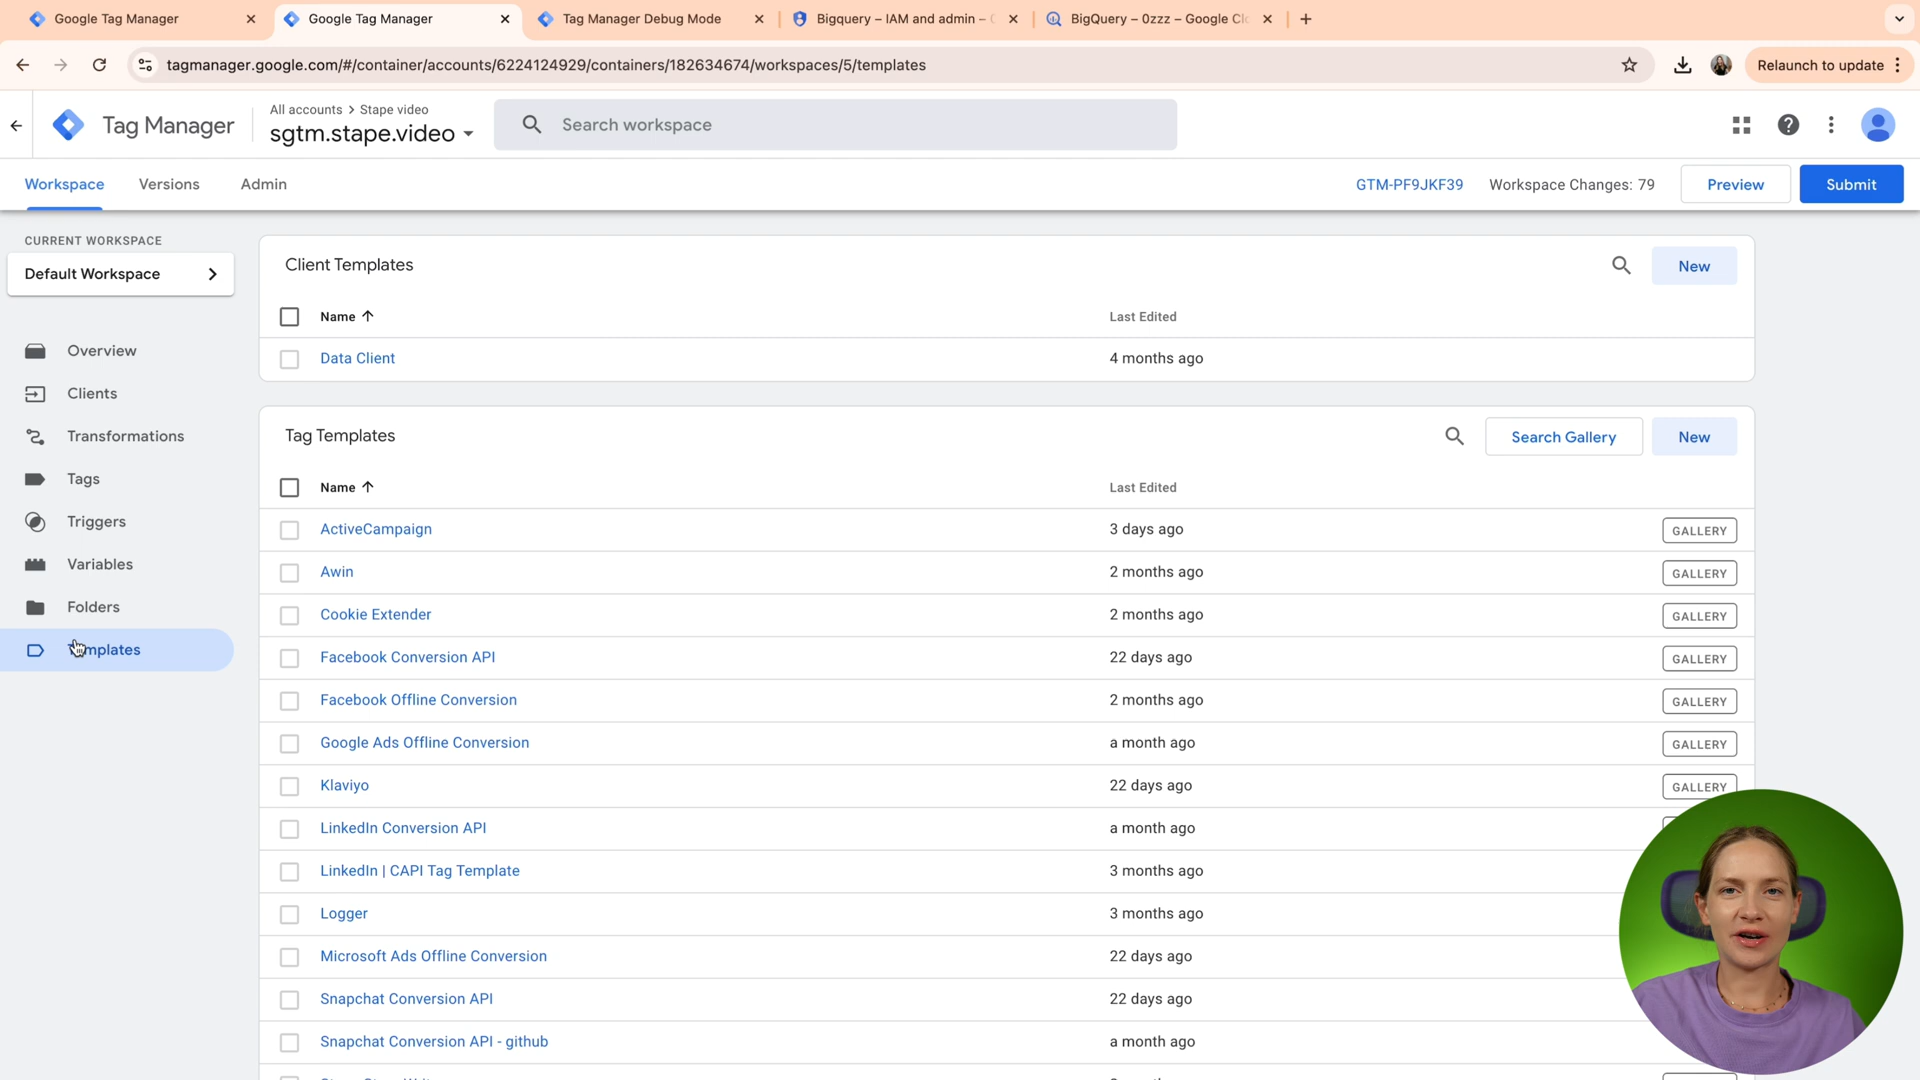 Google Tag Manager
Google Tag Manager
Tag Manager Debug Mode
Bigquery – IAM and admin –
BigQuery – 0zzz – Google Cl
tagmanager.google.com/#/container/accounts/6224124929/containers/182634674/workspaces/5/templates
Relaunch to update
Tag Manager
All accounts > Stape video
sgtm.stape.video
Search workspace
Workspace
Versions
Admin
GTM-PF9JKF39
Workspace Changes: 79
Preview
Submit
CURRENT WORKSPACE
Default Workspace
Overview
Clients
Transformations
Tags
Triggers
Variables
Folders
Templates
Client Templates
New
Name
Last Edited
Data Client
4 months ago
Tag Templates
Search Gallery
New
Name
Last Edited
ActiveCampaign
3 days ago
GALLERY
Awin
2 months ago
GALLERY
Cookie Extender
2 months ago
GALLERY
Facebook Conversion API
22 days ago
GALLERY
Facebook Offline Conversion
2 months ago
GALLERY
Google Ads Offline Conversion
a month ago
GALLERY
Klaviyo
22 days ago
GALLERY
LinkedIn Conversion API
a month ago
LinkedIn | CAPI Tag Template
3 months ago
Logger
3 months ago
Microsoft Ads Offline Conversion
22 days ago
Snapchat Conversion API
22 days ago
Snapchat Conversion API - github
a month ago